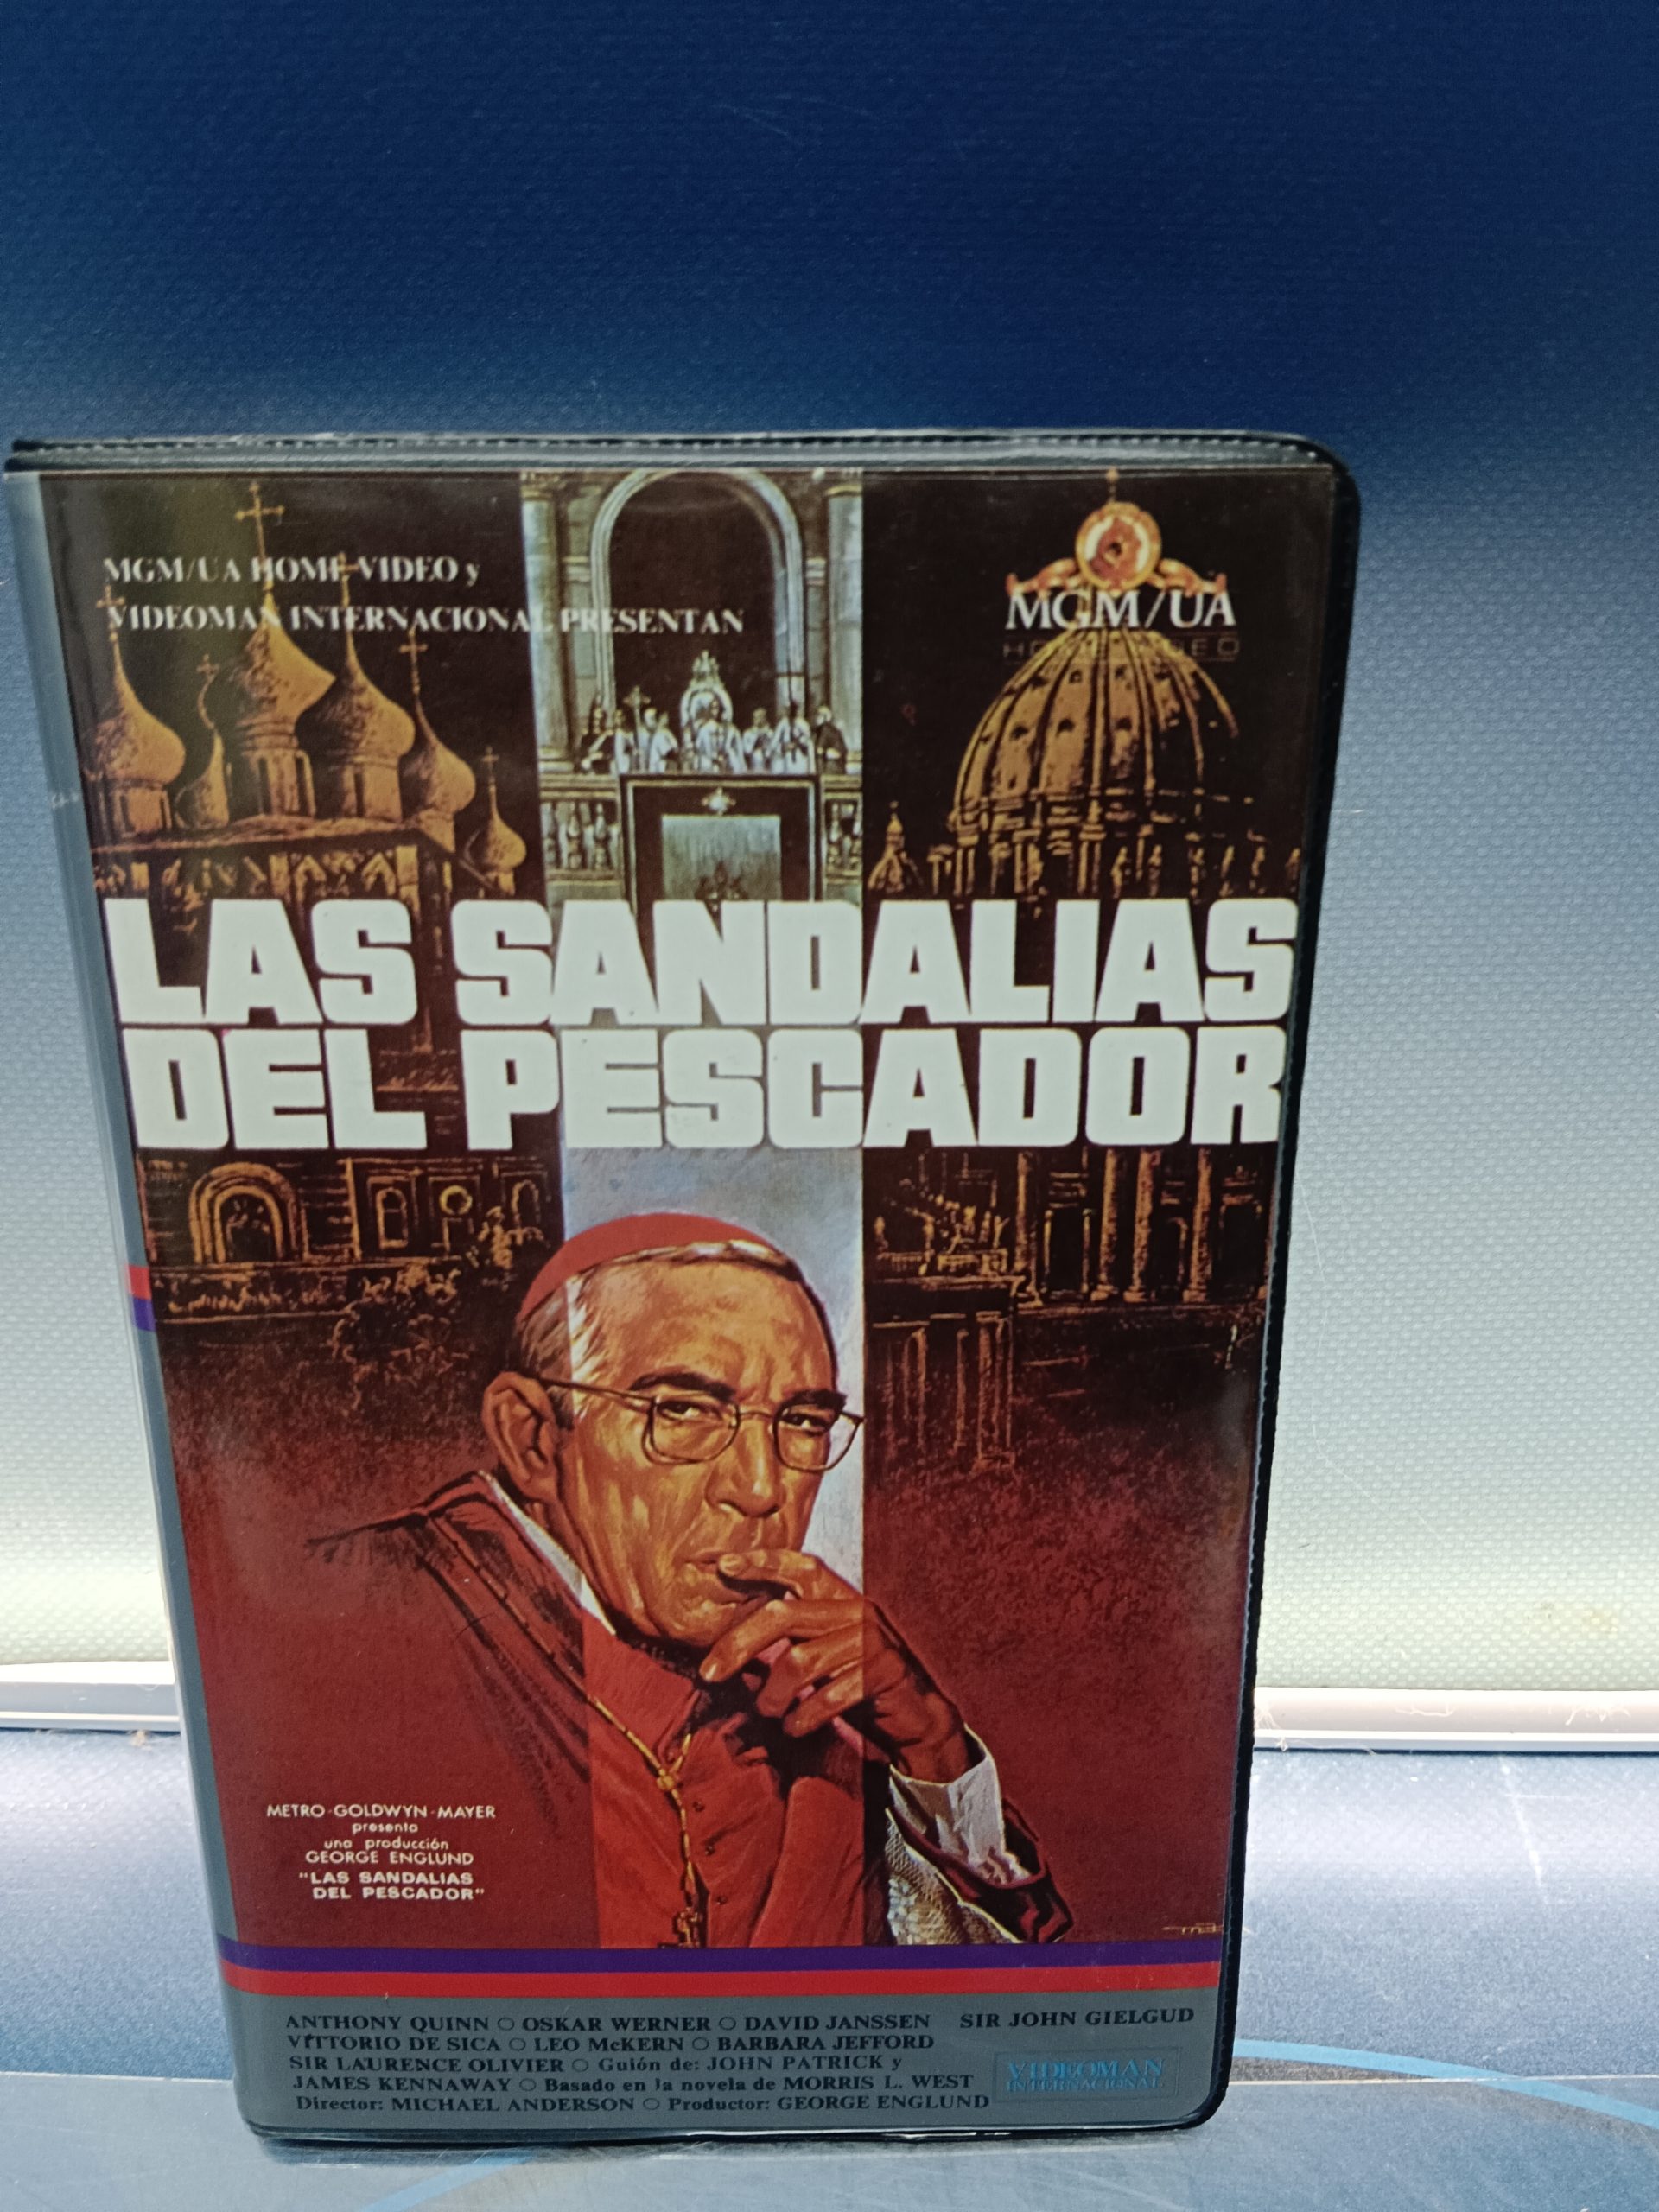 MGM/UA HOME VIDEO y
VIDEOMAN INTERNACIONAL PRESENTAN
MGM/UA
LAS SANDALIAS
DEL PESCADOR
METRO-GOLDWYN-MAYER
presenta
una producción
GEORGE ENGLUND
"LAS SANDALIAS
DEL PESCADOR"
ANTHONY QUINN ○ OSKAR WERNER ○ DAVID JANSSEN SIR JOHN GIELGUD
VITTORIO DE SICA ○ LEO McKERN ○ BARBARA JEFFORD
SIR LAURENCE OLIVIER ○ Guión de: JOHN PATRICK y
JAMES KENNAWAY ○ Basado en la novela de MORRIS L. WEST
Director: MICHAEL ANDERSON ○ Productor: GEORGE ENGLUND
VIDEOMAN
INTERNACIONAL